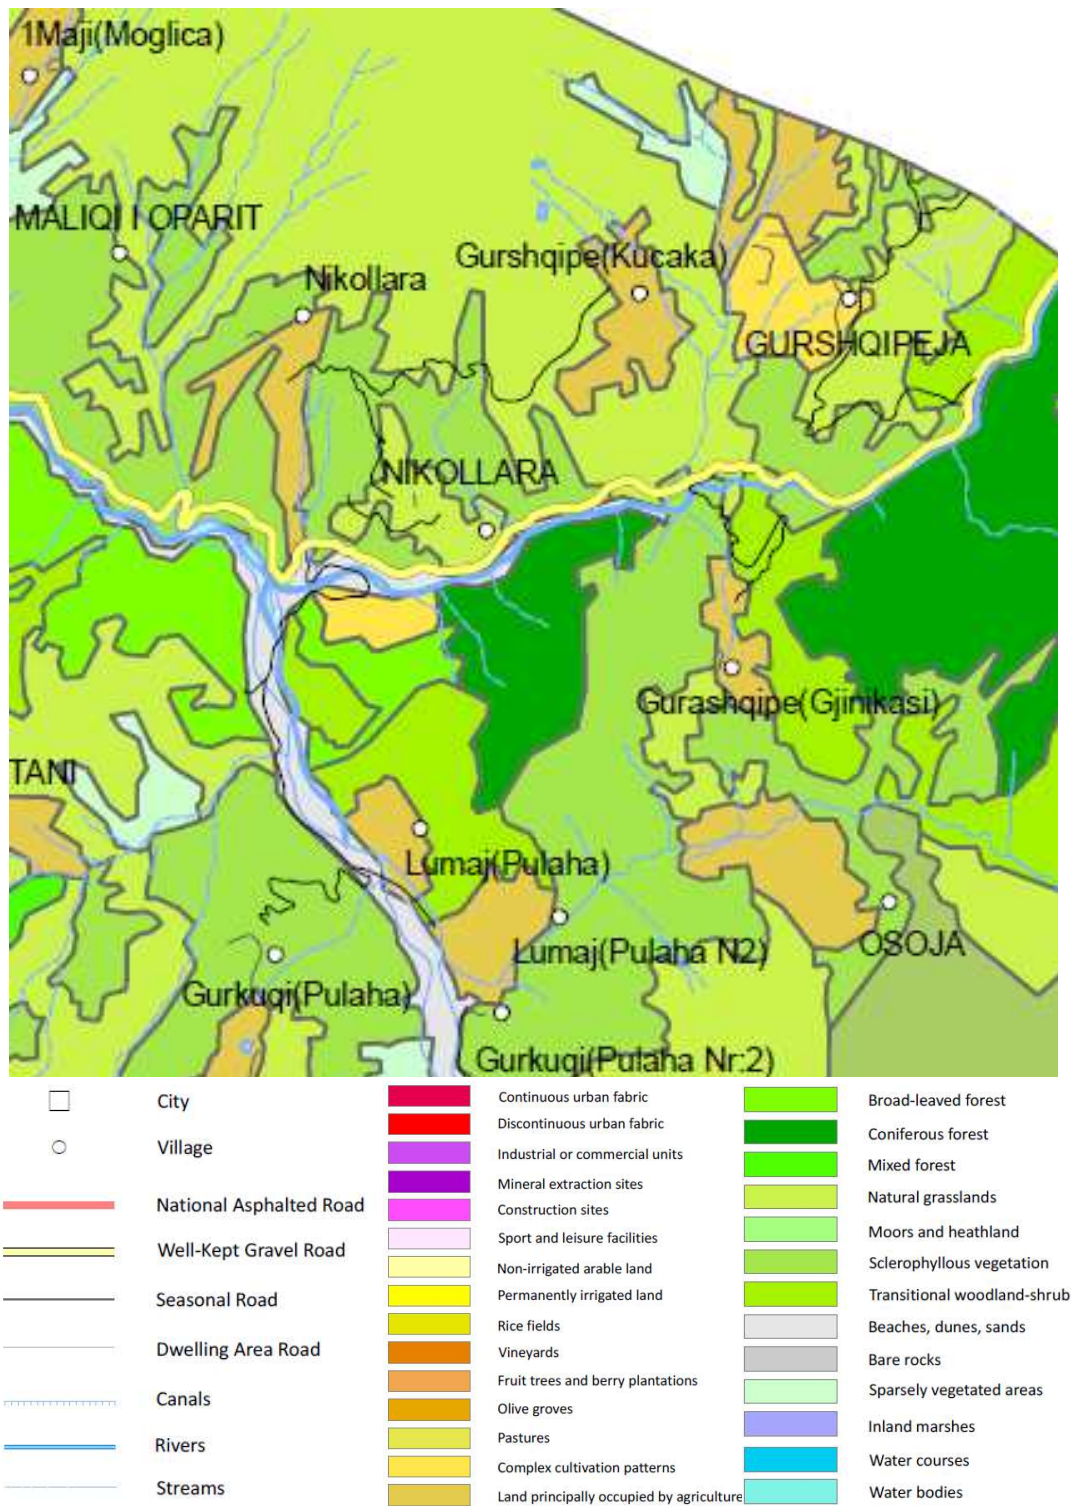 1Maji(Moglica)
MALIQI I OPARIT
Gurshqipe(Kucaka)
Nikollara
GURSHQIPEJA
NIKOLLARA
Gurashqipe(Gjinikasi)
TANI
Lumaj(Pulaha)
Lumaj(Pulaha N2)
OSOJA
Gurkuqi(Pulaha)
Gurkuqi(Pulaha Nr:2)
City
Village
National Asphalted Road
Well-Kept Gravel Road
Seasonal Road
Dwelling Area Road
Canals
Rivers
Streams
Continuous urban fabric
Discontinuous urban fabric
Industrial or commercial units
Mineral extraction sites
Construction sites
Sport and leisure facilities
Non-irrigated arable land
Permanently irrigated land
Rice fields
Vineyards
Fruit trees and berry plantations
Olive groves
Pastures
Complex cultivation patterns
Land principally occupied by agriculture
Broad-leaved forest
Coniferous forest
Mixed forest
Natural grasslands
Moors and heathland
Sclerophyllous vegetation
Transitional woodland-shrub
Beaches, dunes, sands
Bare rocks
Sparsely vegetated areas
Inland marshes
Water courses
Water bodies